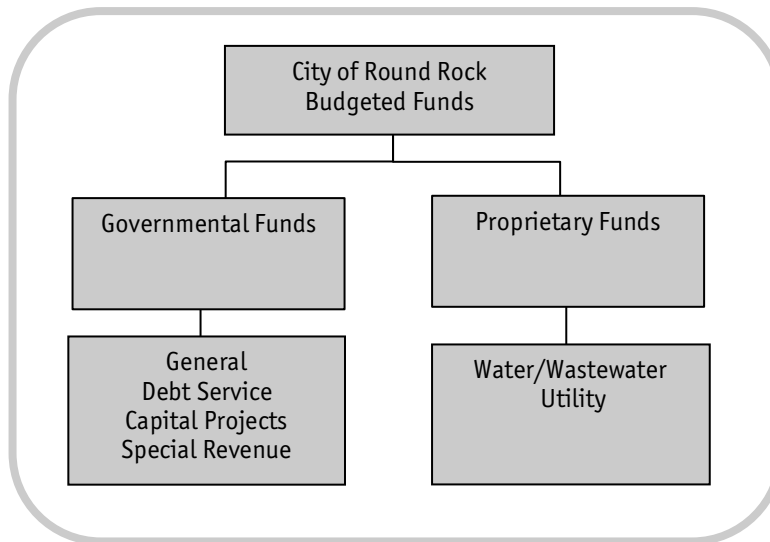 City of Round Rock
Budgeted Funds
Governmental Funds
Proprietary Funds
General
Debt Service
Capital Projects
Special Revenue
Water/Wastewater
Utility